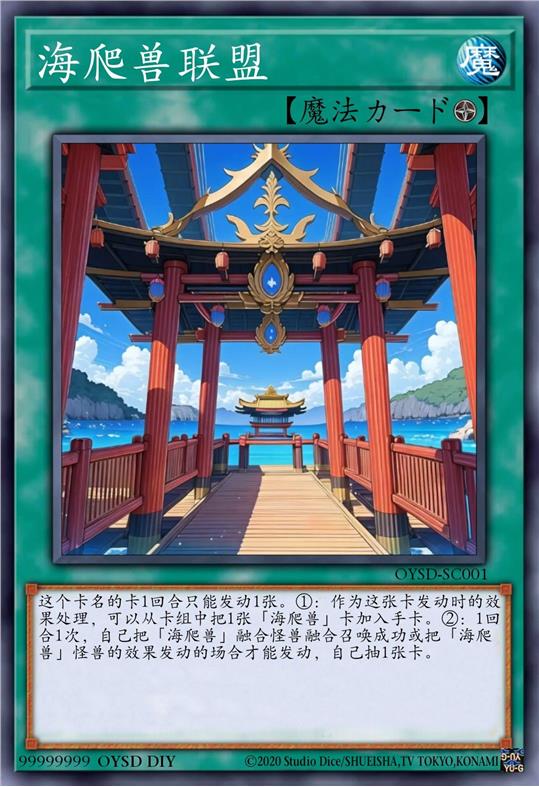 海爬兽联盟
魔
【魔法カード】
OYSD-SC001
这个卡名的卡1回合只能发动1张。①：作为这张卡发动时的效
果处理，可以从卡组中把1张「海爬兽」卡加入手卡。②：1回
合1次，自己把「海爬兽」融合怪兽融合召唤成功或把「海爬
兽」怪兽的效果发动的场合才能发动，自己抽1张卡。
99999999 OYSD DIY ©2020 Studio Dice/SHUEISHA,TV TOKYO,KONAMI